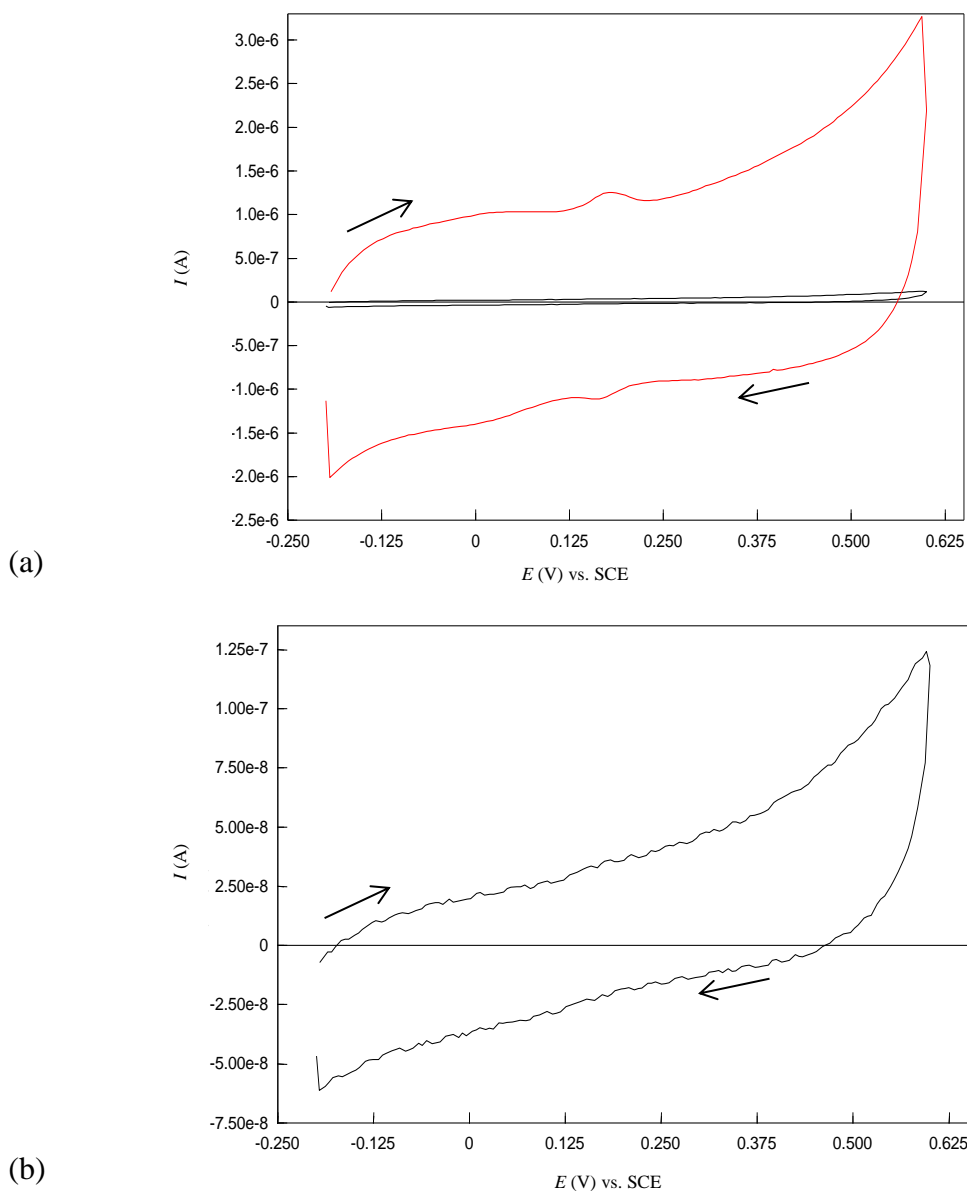 3.0e-6
2.5e-6
2.0e-6
1.5e-6
1.0e-6
5.0e-7
0
-5.0e-7
-1.0e-6
-1.5e-6
-2.0e-6
-2.5e-6
I (A)
-0.250 -0.125 0 0.125 0.250 0.375 0.500 0.625
E (V) vs. SCE
(a)
1.25e-7
1.00e-7
7.50e-8
5.00e-8
2.50e-8
0
-2.50e-8
-5.00e-8
-7.50e-8
I (A)
-0.250 -0.125 0 0.125 0.250 0.375 0.500 0.625
E (V) vs. SCE
(b)